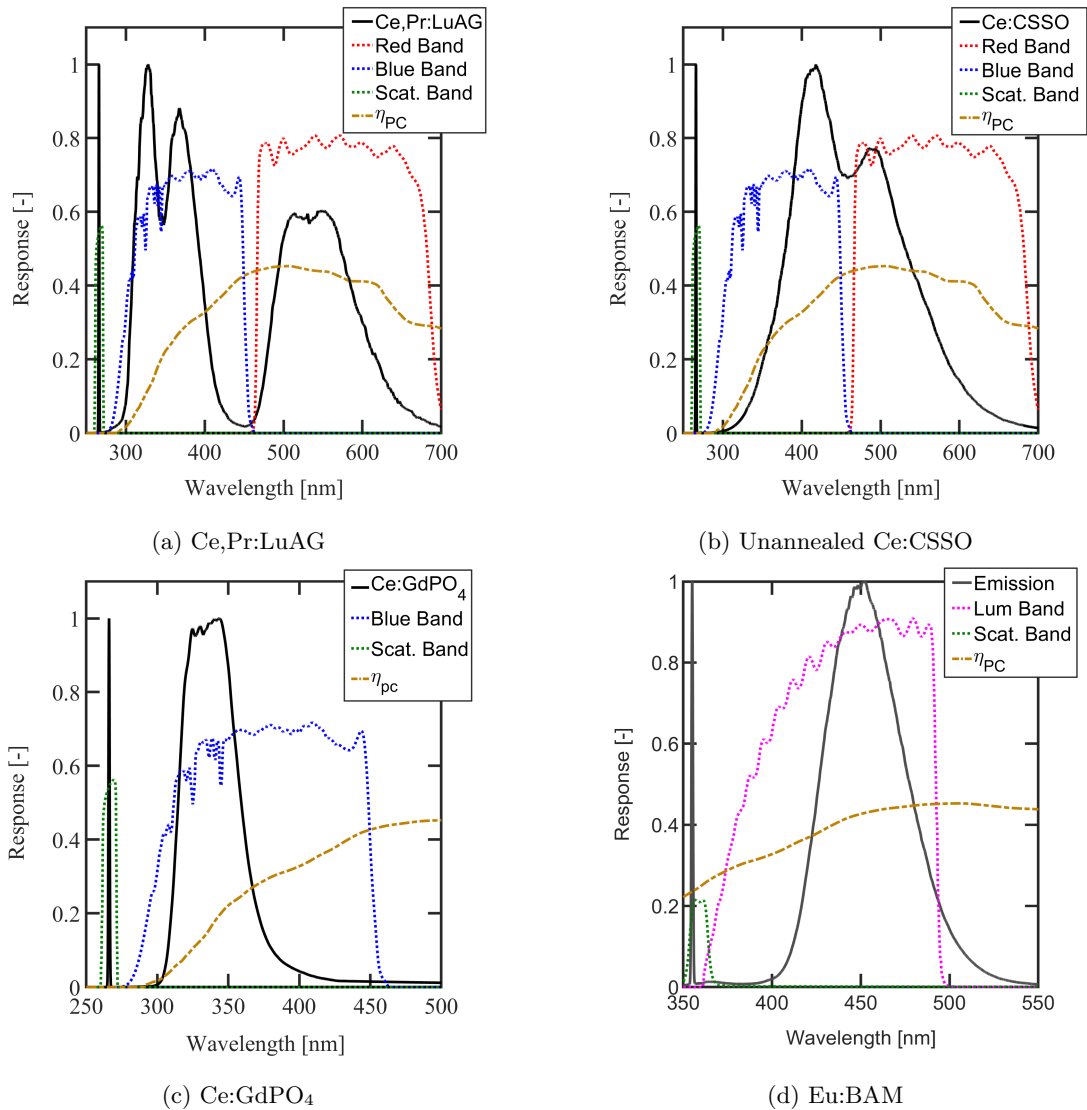 Ce,Pr:LuAG
Red Band
Blue Band
Scat. Band
ηPC
1
0.8
0.6
0.4
0.2
0
Response [-]
300 400 500 600 700
Wavelength [nm]
(a) Ce,Pr:LuAG
Ce:CSSO
Red Band
Blue Band
Scat. Band
ηPC
1
0.8
0.6
0.4
0.2
0
Response [-]
300 400 500 600 700
Wavelength [nm]
(b) Unannealed Ce:CSSO
Ce:GdPO4
Blue Band
Scat. Band
ηpc
1
0.8
0.6
0.4
0.2
0
Response [-]
250 300 350 400 450 500
Wavelength [nm]
(c) Ce:GdPO4
Emission
Lum Band
Scat. Band
ηPC
1
0.8
0.6
0.4
0.2
0
Response [-]
350 400 450 500 550
Wavelength [nm]
(d) Eu:BAM